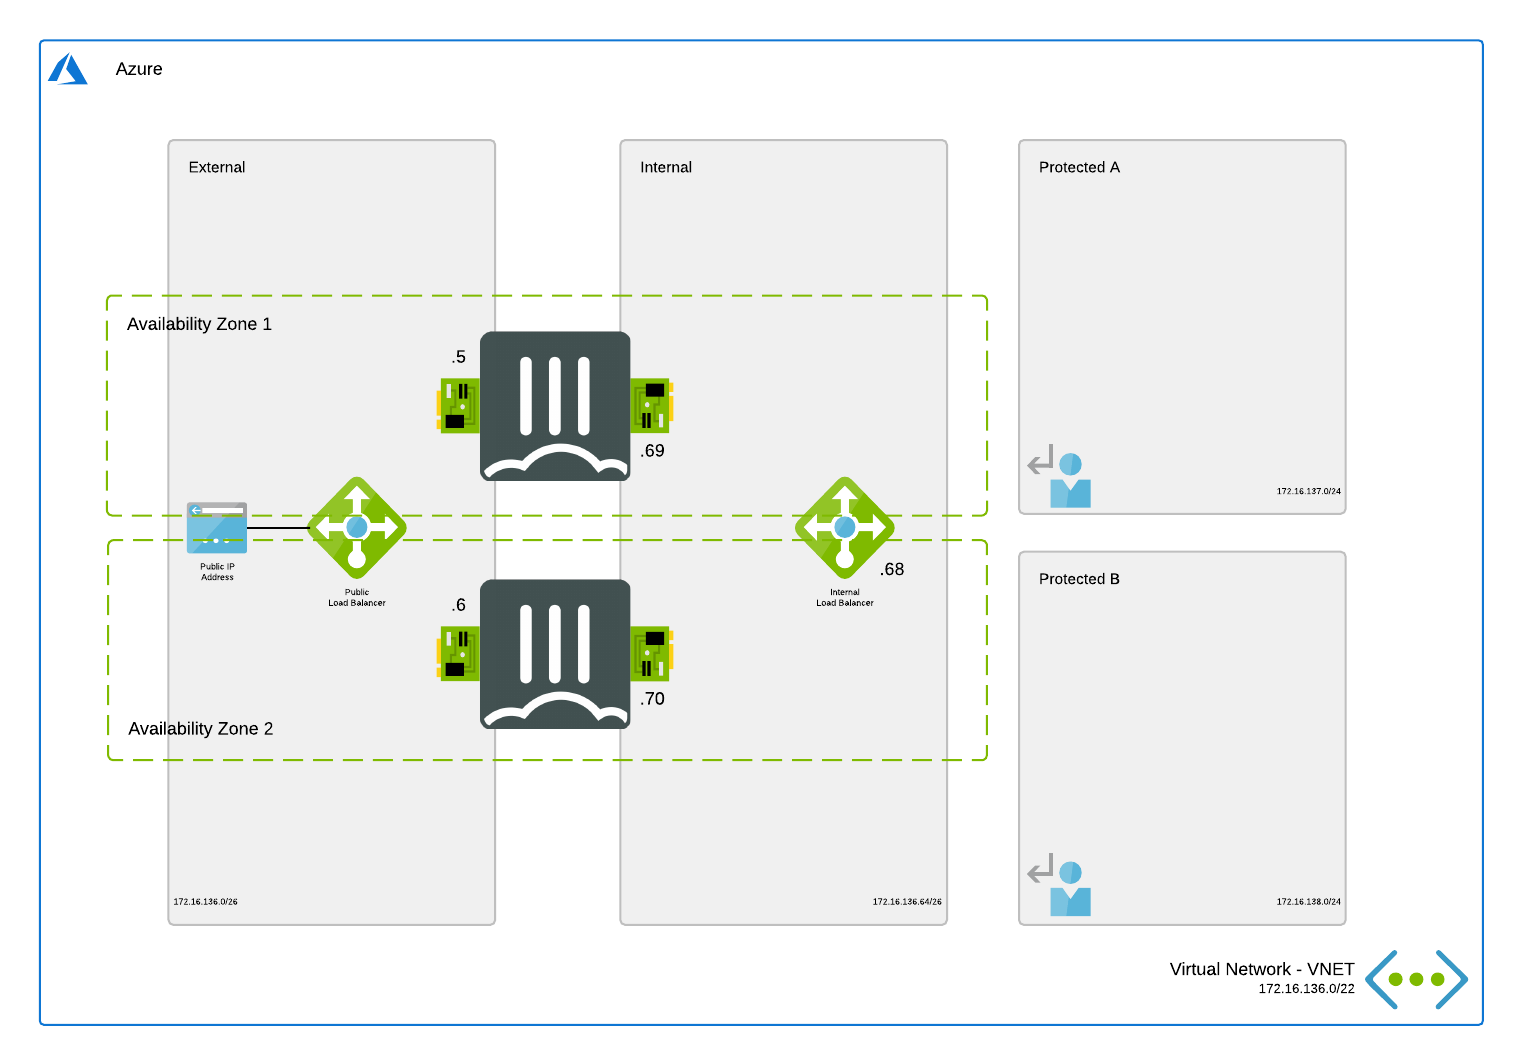 Azure
External
Internal
Protected A
Availability Zone 1
.5
.69
172.16.137.0/24
Public IP
Address
Public
Load Balancer
.68
Internal
Load Balancer
Protected B
.6
.70
Availability Zone 2
172.16.136.0/26
172.16.136.64/26
172.16.138.0/24
Virtual Network - VNET
172.16.136.0/22